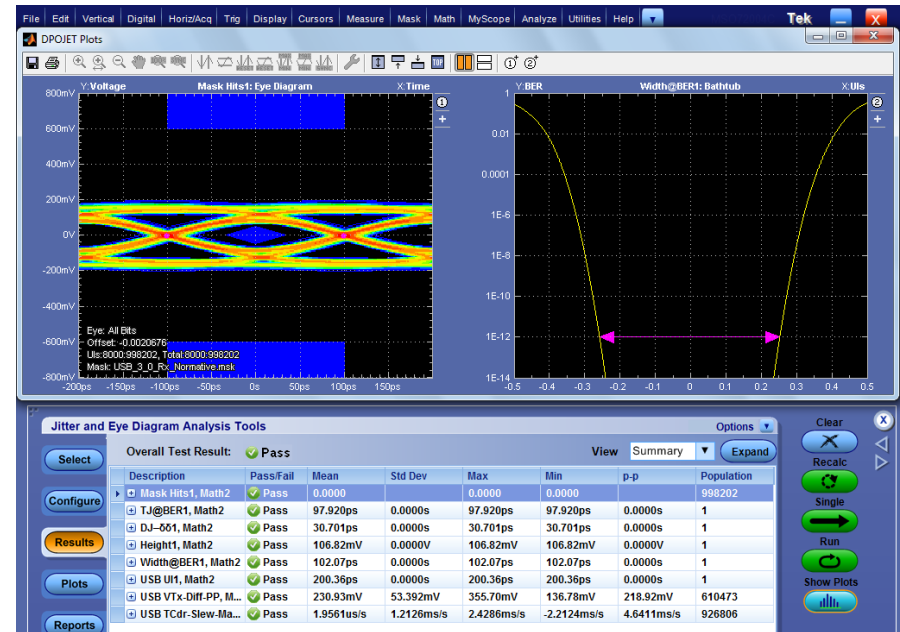 File Edit Vertical Digital Horiz/Acq Trig Display Cursors Measure Mask Math MyScope Analyze Utilities Help Tek X
DPOJET Plots
Y:Voltage Mask Hits1: Eye Diagram X:Time
800mV
600mV
400mV
200mV
0V
-200mV
-400mV
-600mV
-800mV
Eye: All Bits
Offset: -0.0020676
UIs:8000:998202, Total:8000:998202
Mask: USB_3_0_Rx_Normative.msk
-200ps -150ps -100ps -50ps 0s 50ps 100ps 150ps
1
+
Y:BER Width@BER1: Bathtub X:UIs
1
0.01
0.0001
1E-6
1E-8
1E-10
1E-12
1E-14
-0.5 -0.4 -0.3 -0.2 -0.1 0 0.1 0.2 0.3 0.4 0.5
2
+
Jitter and Eye Diagram Analysis Tools Options
Select
Configure
Results
Plots
Reports
Overall Test Result: Pass View Summary Expand
Description Pass/Fail Mean Std Dev Max Min p-p Population
Mask Hits1, Math2 Pass 0.0000 0.0000 0.0000 998202
TJ@BER1, Math2 Pass 97.920ps 0.0000s 97.920ps 97.920ps 0.0000s 1
DJ–δδ1, Math2 Pass 30.701ps 0.0000s 30.701ps 30.701ps 0.0000s 1
Height1, Math2 Pass 106.82mV 0.0000V 106.82mV 106.82mV 0.0000V 1
Width@BER1, Math2 Pass 102.07ps 0.0000s 102.07ps 102.07ps 0.0000s 1
USB UI1, Math2 Pass 200.36ps 0.0000s 200.36ps 200.36ps 0.0000s 1
USB VTx-Diff-PP, M... Pass 230.93mV 53.392mV 355.70mV 136.78mV 218.92mV 610473
USB TCdr-Slew-Ma... Pass 1.9561us/s 1.2126ms/s 2.4286ms/s -2.2124ms/s 4.6411ms/s 926806
Clear
X
Recalc
Single
Run
Show Plots